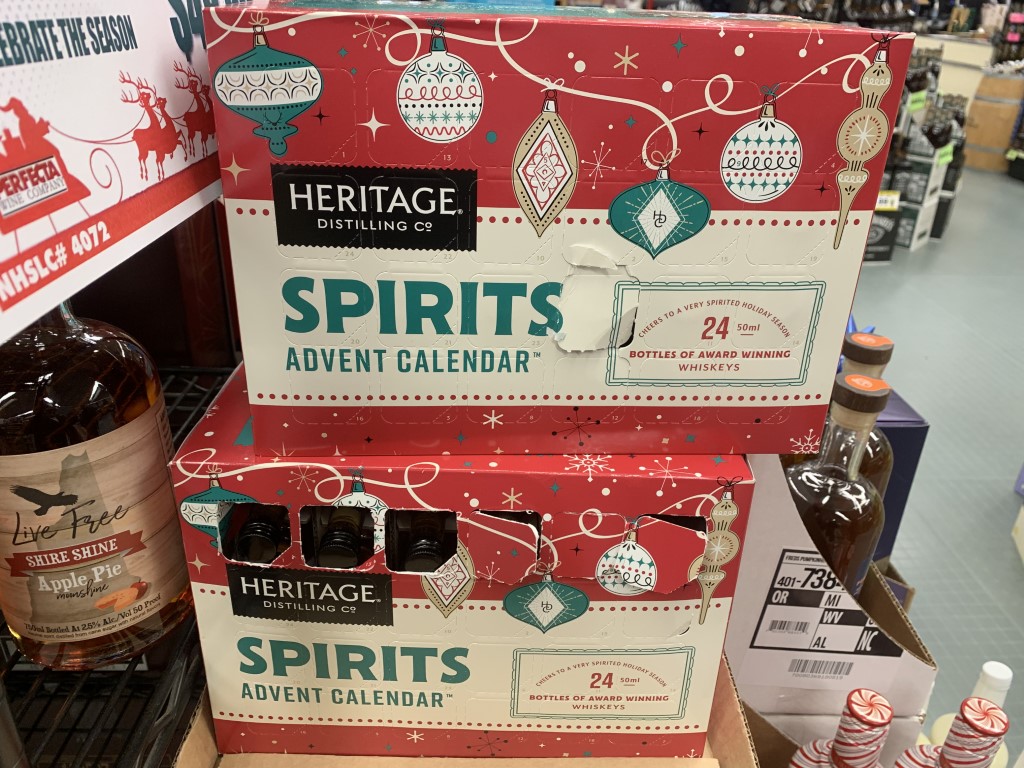 CELEBRATE THE SEASON
PERFECTA
WINE COMPANY
NHSLC# 4072
HERITAGE®
DISTILLING Cº
SPIRITS
ADVENT CALENDAR™
CHEERS TO A VERY SPIRITED HOLIDAY SEASON
24 50ml
BOTTLES OF AWARD WINNING
WHISKEYS
HDC
HERITAGE®
DISTILLING Cº
SPIRITS
ADVENT CALENDAR™
CHEERS TO A VERY SPIRITED HOLIDAY SEASON
24 50ml
BOTTLES OF AWARD WINNING
WHISKEYS
HDC
Live Free
SHIRE SHINE
Apple Pie
moonshine
750ml Bottled At 25% Alc./Vol 50 Proof
401-738
OR
MI
WV
AL
NC